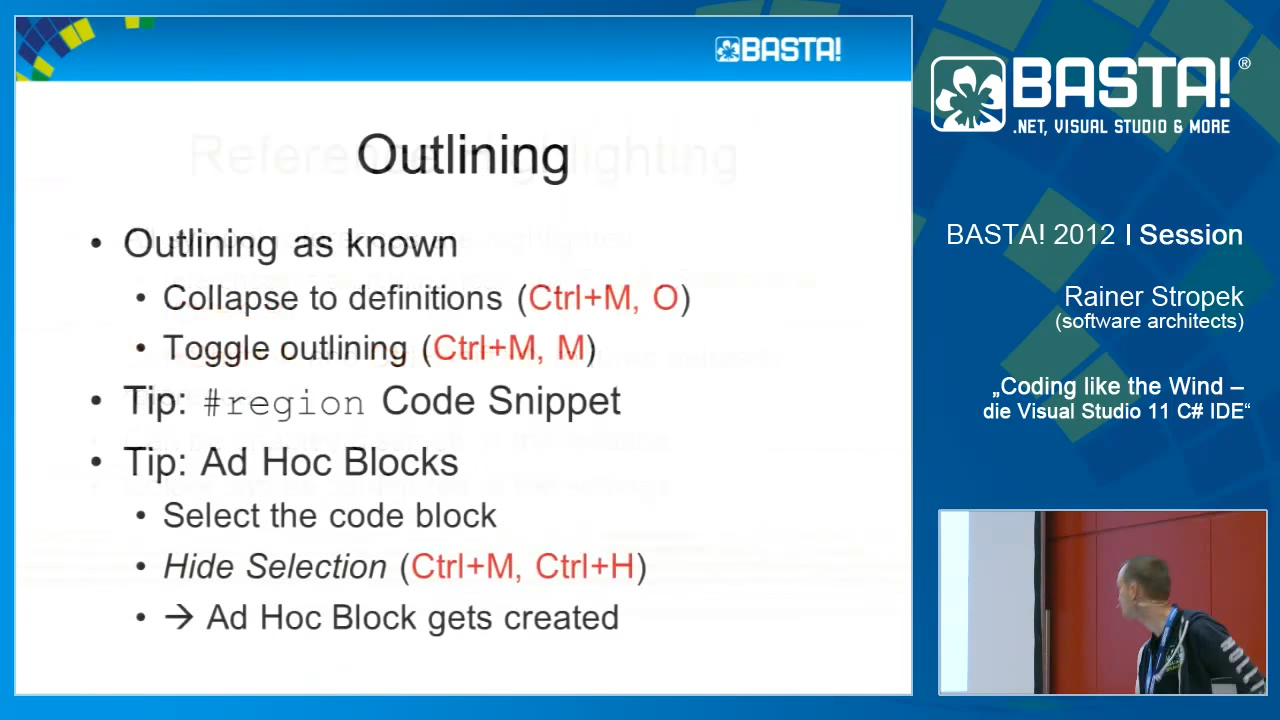 BASTA!
Outlining
• Outlining as known
• Collapse to definitions (Ctrl+M, O)
• Toggle outlining (Ctrl+M, M)
• Tip: #region Code Snippet
• Tip: Ad Hoc Blocks
• Select the code block
• Hide Selection (Ctrl+M, Ctrl+H)
• → Ad Hoc Block gets created
BASTA!®
.NET, VISUAL STUDIO & MORE
BASTA! 2012 I Session
Rainer Stropek
(software architects)
„Coding like the Wind –
die Visual Studio 11 C# IDE“